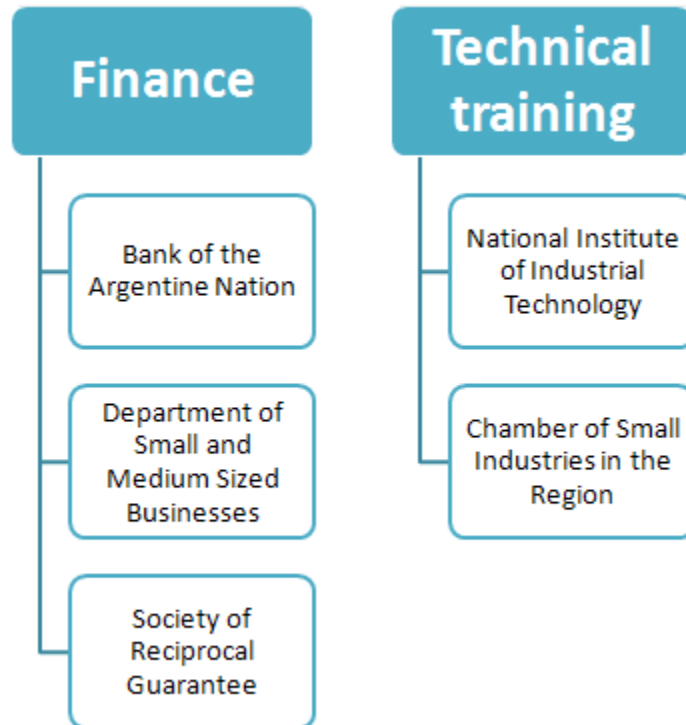 Finance
Bank of the
Argentine Nation
Department of
Small and
Medium Sized
Businesses
Society of
Reciprocal
Guarantee
Technical
training
National Institute
of Industrial
Technology
Chamber of Small
Industries in the
Region